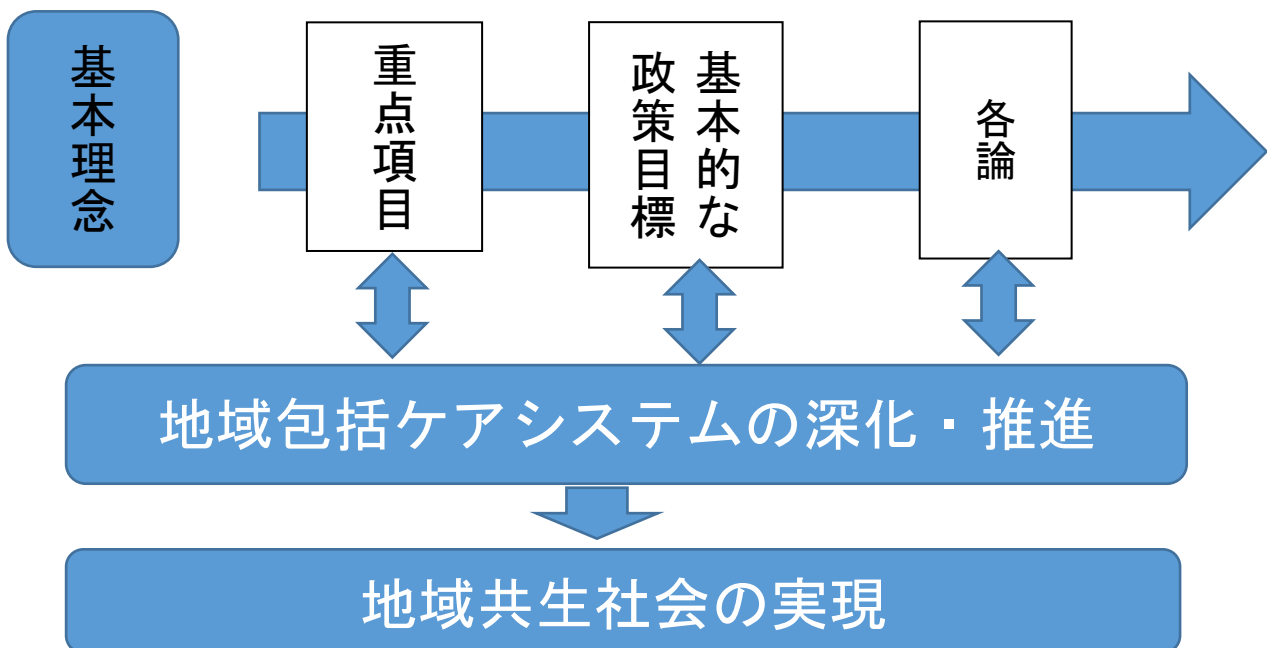 基本理念
重点項目
基本的な
政策目標
各論
地域包括ケアシステムの深化・推進
地域共生社会の実現